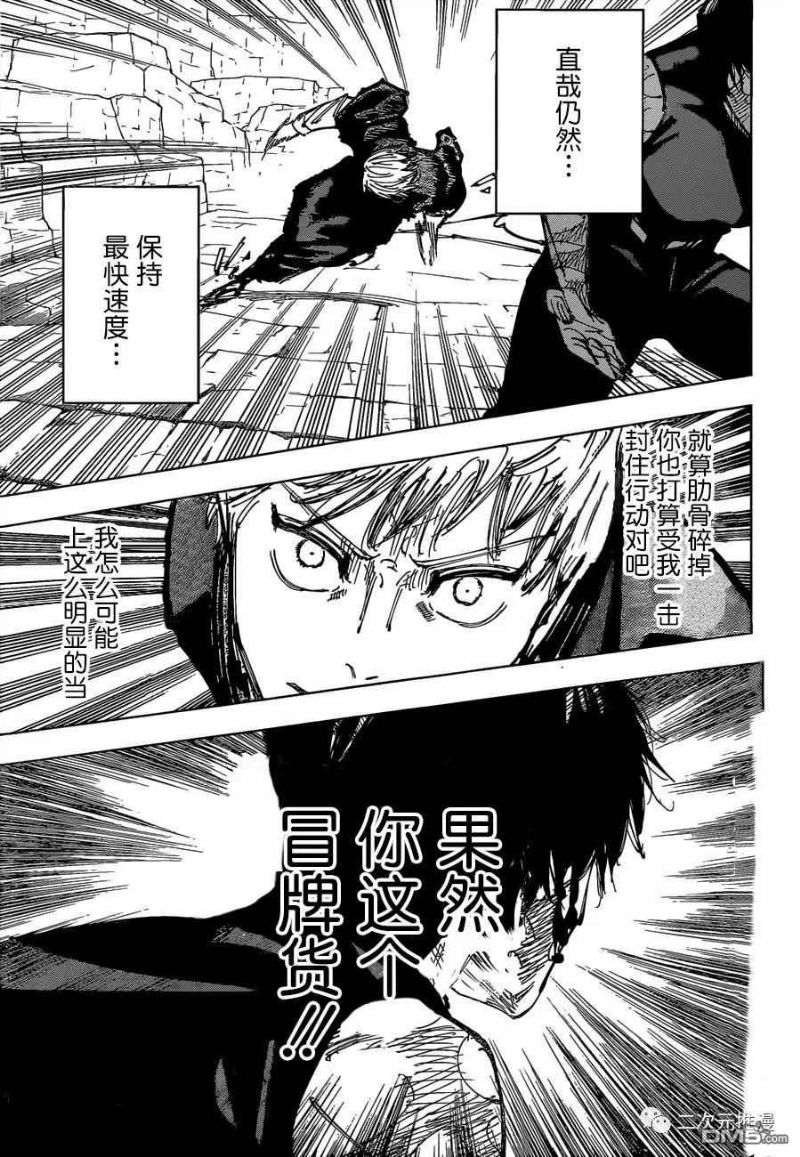 直哉仍然…
保持
最快速度…
就算肋骨碎掉
你也打算受我一击
封住行动对吧
我怎么可能
上这么明显的当
果然
你这个
冒牌货!!
二次元推漫
DM5.com